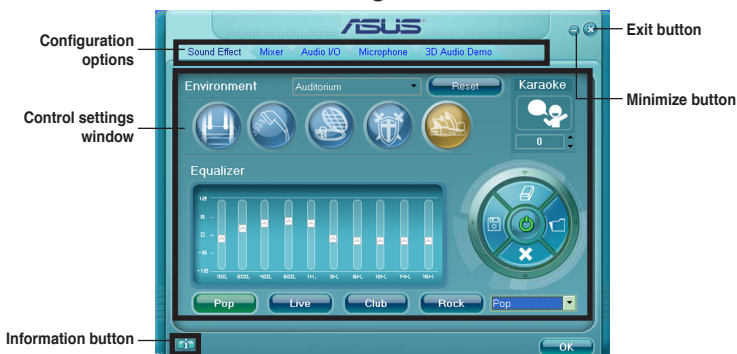 ASUS
Exit button
Configuration options
Sound Effect Mixer Audio I/O Microphone 3D Audio Demo
Environment
Auditorium
Reset
Karaoke
Minimize button
Control settings window
0
Equalizer
12
6
0
-6
-12
100, 200, 400, 600, 1K, 3K, 6K, 12K, 14K, 16K
Pop Live Club Rock Pop
Information button
i
OK